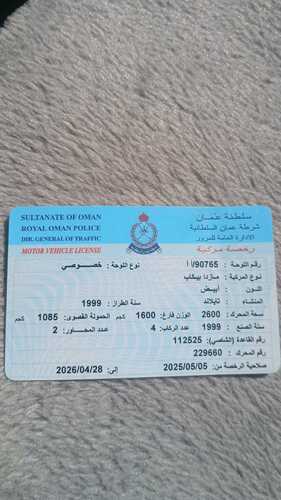 SULTANATE OF OMAN
ROYAL OMAN POLICE
DIR. GENERAL OF TRAFFIC
MOTOR VEHICLE LICENSE
سلطنة عمان
شرطة عمان السلطانية
الإدارة العامة للمرور
رخصة مركبة
رقم اللوحة : 90765/ نوع اللوحة : خصوصي
نوع المركبة : مازدا بيكاب
اللون : أبيض
المنشاء : تايلاند سنة الطراز : 1999
سعة المحرك : 2600 الوزن فارغ : 1600 كجم الحمولة القصوى : 1085 كجم
سنة الصنع : 1999 عدد الركاب : 4 عدد المحاور : 2
رقم القاعدة (الشاصي) : 112525
رقم المحرك : 229660
صلاحية الرخصة من : 2025/05/05 إلى : 2026/04/28